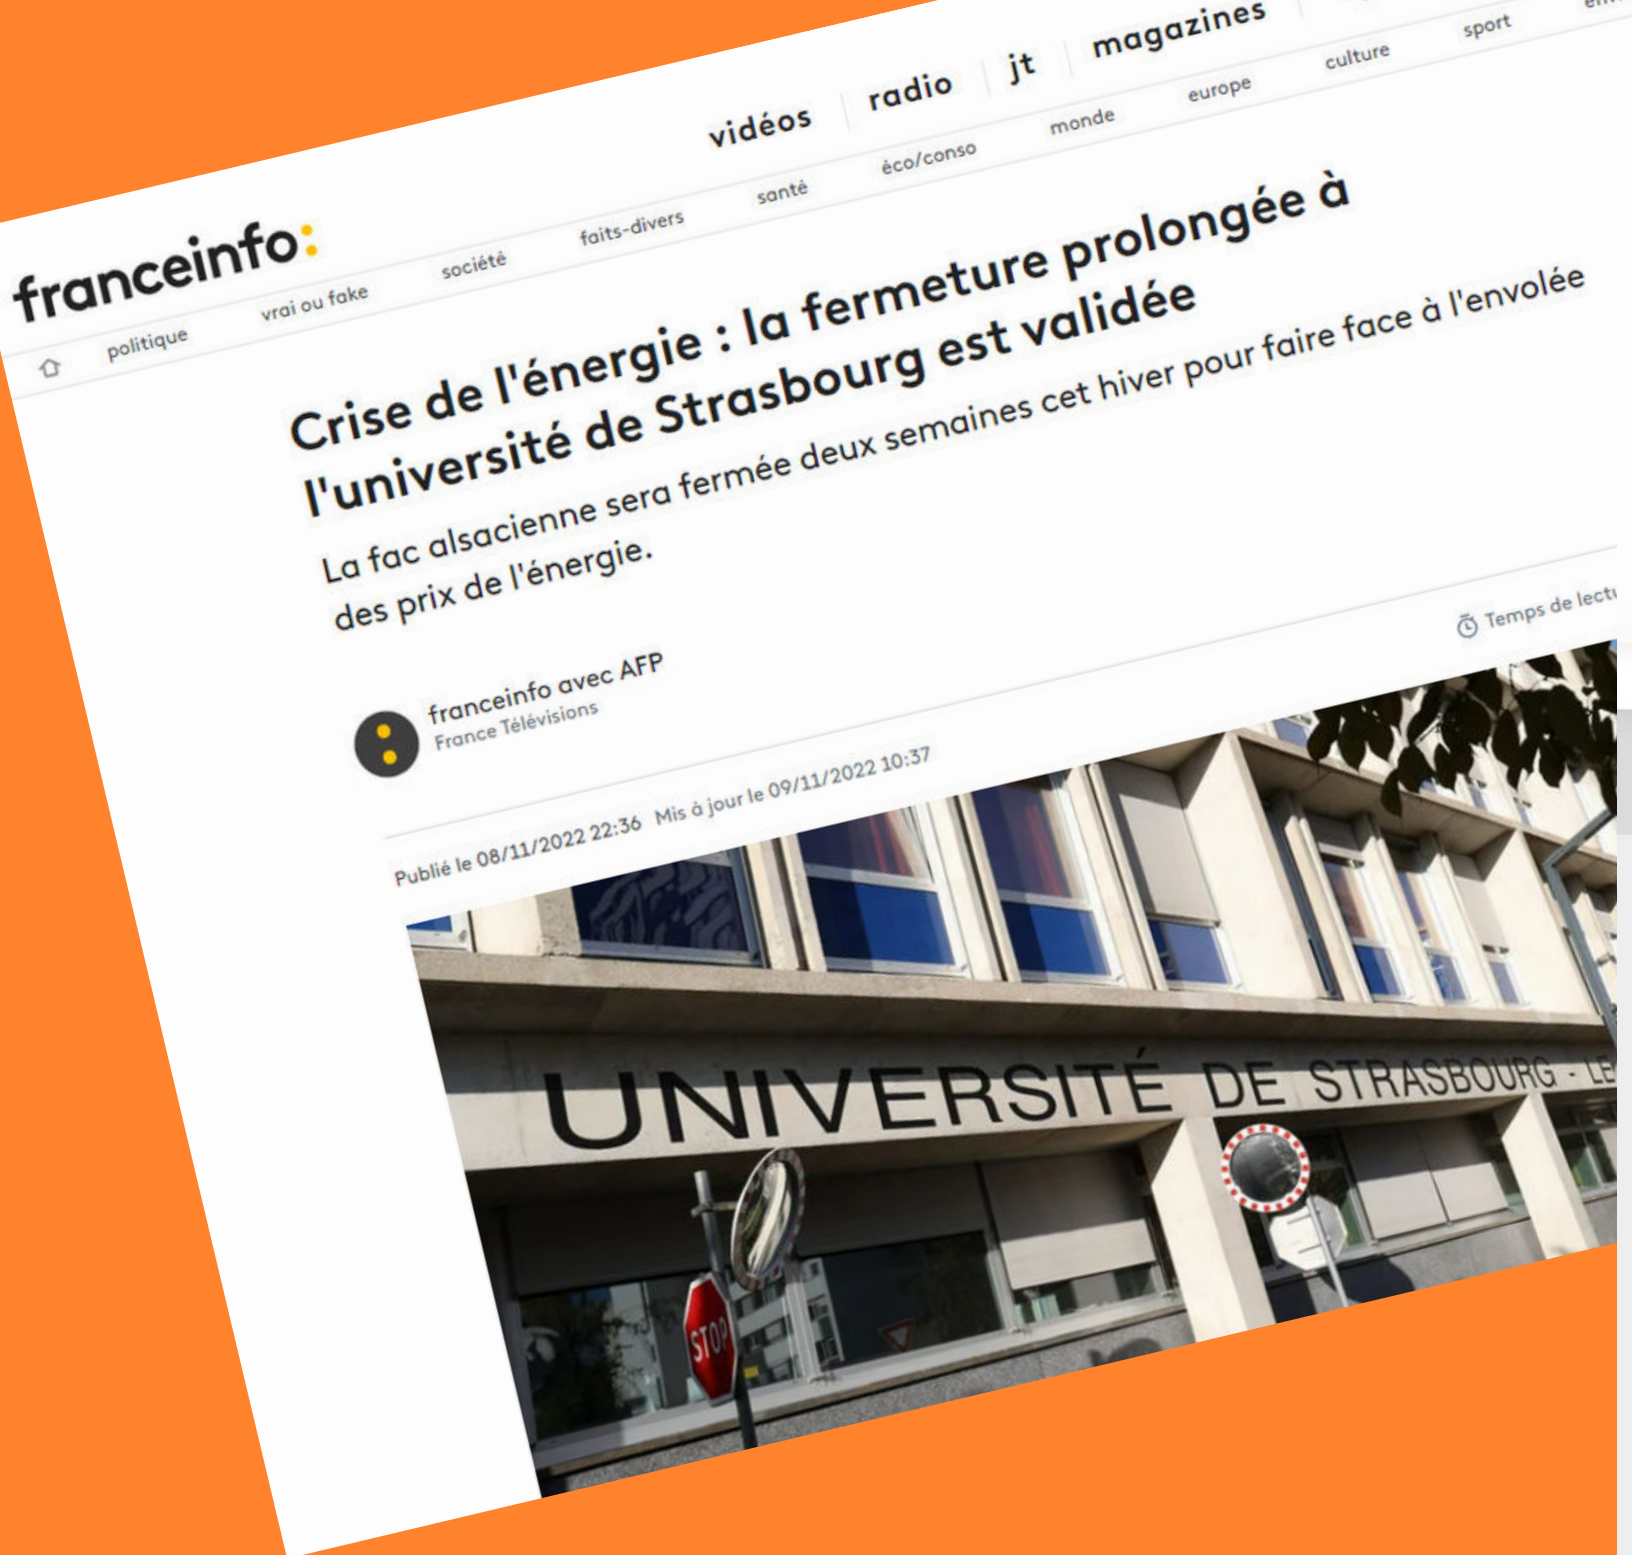 vidéos radio jt magazines
franceinfo:
politique vrai ou fake société faits-divers santé éco/conso monde europe culture sport
Crise de l'énergie : la fermeture prolongée à
l'université de Strasbourg est validée
La fac alsacienne sera fermée deux semaines cet hiver pour faire face à l'envolée
des prix de l'énergie.
franceinfo avec AFP
France Télévisions
Temps de
Publié le 08/11/2022 22:36 Mis à jour le 09/11/2022 10:37
UNIVERSITÉ DE STRASBOURG -
STOP